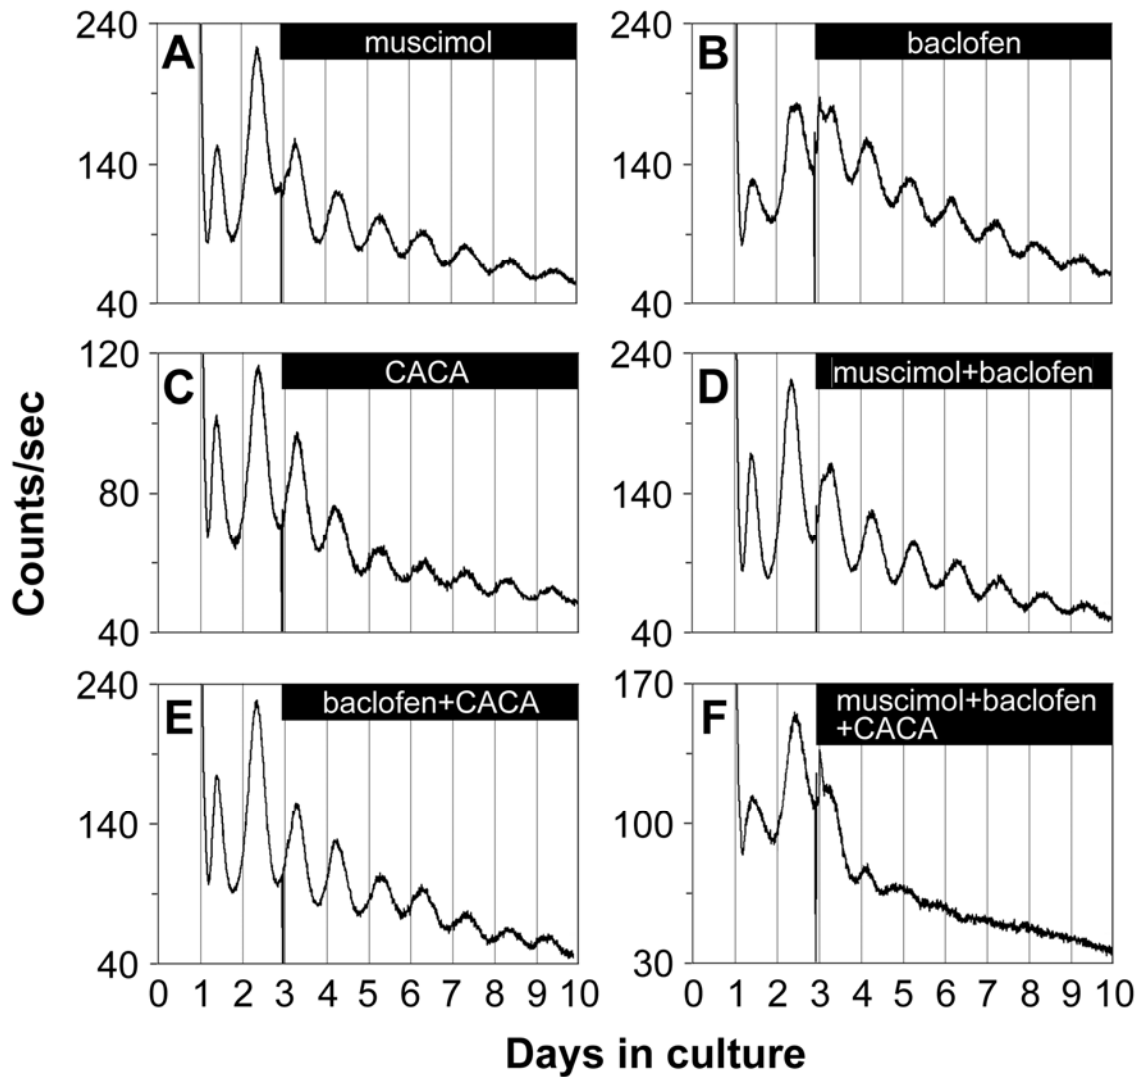 240
140
40
A
muscimol
240
140
40
B
baclofen
120
80
40
C
CACA
240
140
40
D
muscimol+baclofen
240
140
40
E
baclofen+CACA
170
100
30
F
muscimol+baclofen
+CACA
0 1 2 3 4 5 6 7 8 9 10
0 1 2 3 4 5 6 7 8 9 10
Counts/sec
Days in culture